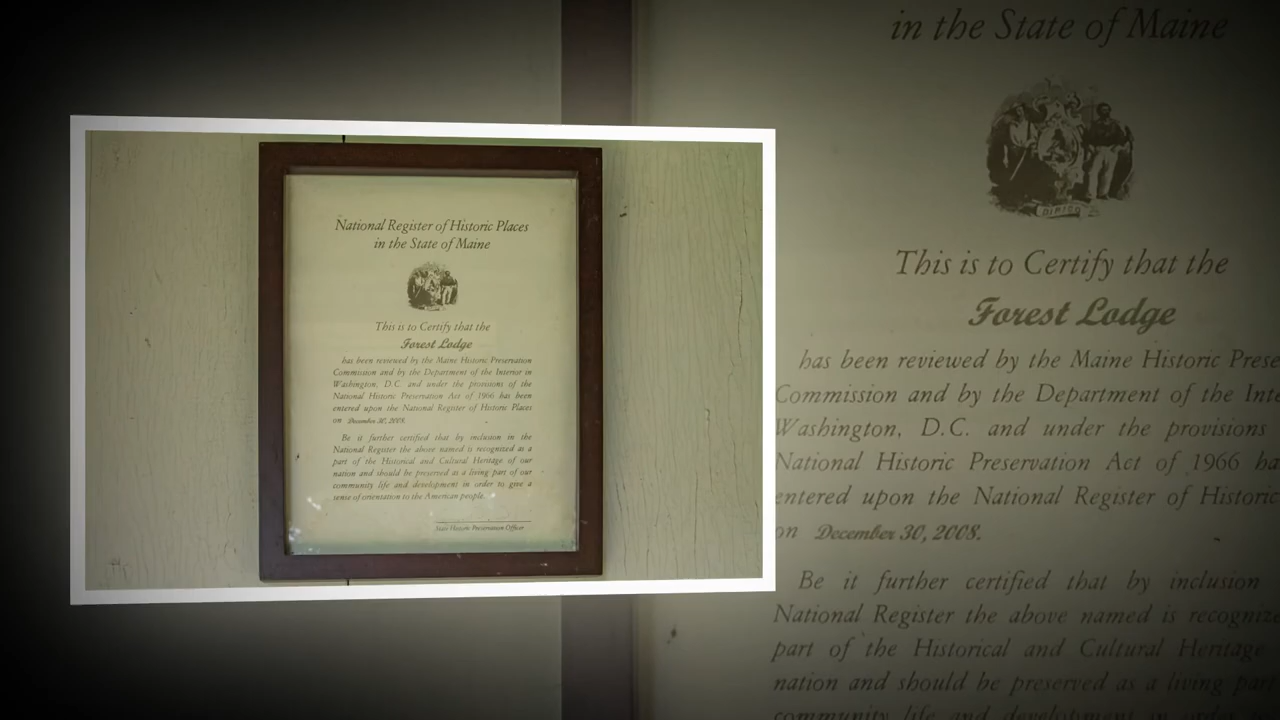 National Register of Historic Places
in the State of Maine
DIRIGO
This is to Certify that the
Forest Lodge
has been reviewed by the Maine Historic Preservation
Commission and by the Department of the Interior in
Washington, D.C. and under the provisions of the
National Historic Preservation Act of 1966 has been
entered upon the National Register of Historic Places
on December 30, 2008.
Be it further certified that by inclusion in the
National Register the above named is recognized as a
part of the Historical and Cultural Heritage of our
nation and should be preserved as a living part of our
community life and development in order to give a
sense of orientation to the American people.
State Historic Preservation Officer
in the State of Maine
DIRIGO
This is to Certify that the
Forest Lodge
has been reviewed by the Maine Historic Prese
Commission and by the Department of the Inte
Washington, D.C. and under the provisions
National Historic Preservation Act of 1966 ha
entered upon the National Register of Historic
on December 30, 2008.
Be it further certified that by inclusion
National Register the above named is recognize
part of the Historical and Cultural Heritage
nation and should be preserved as a living part
community life and development in order